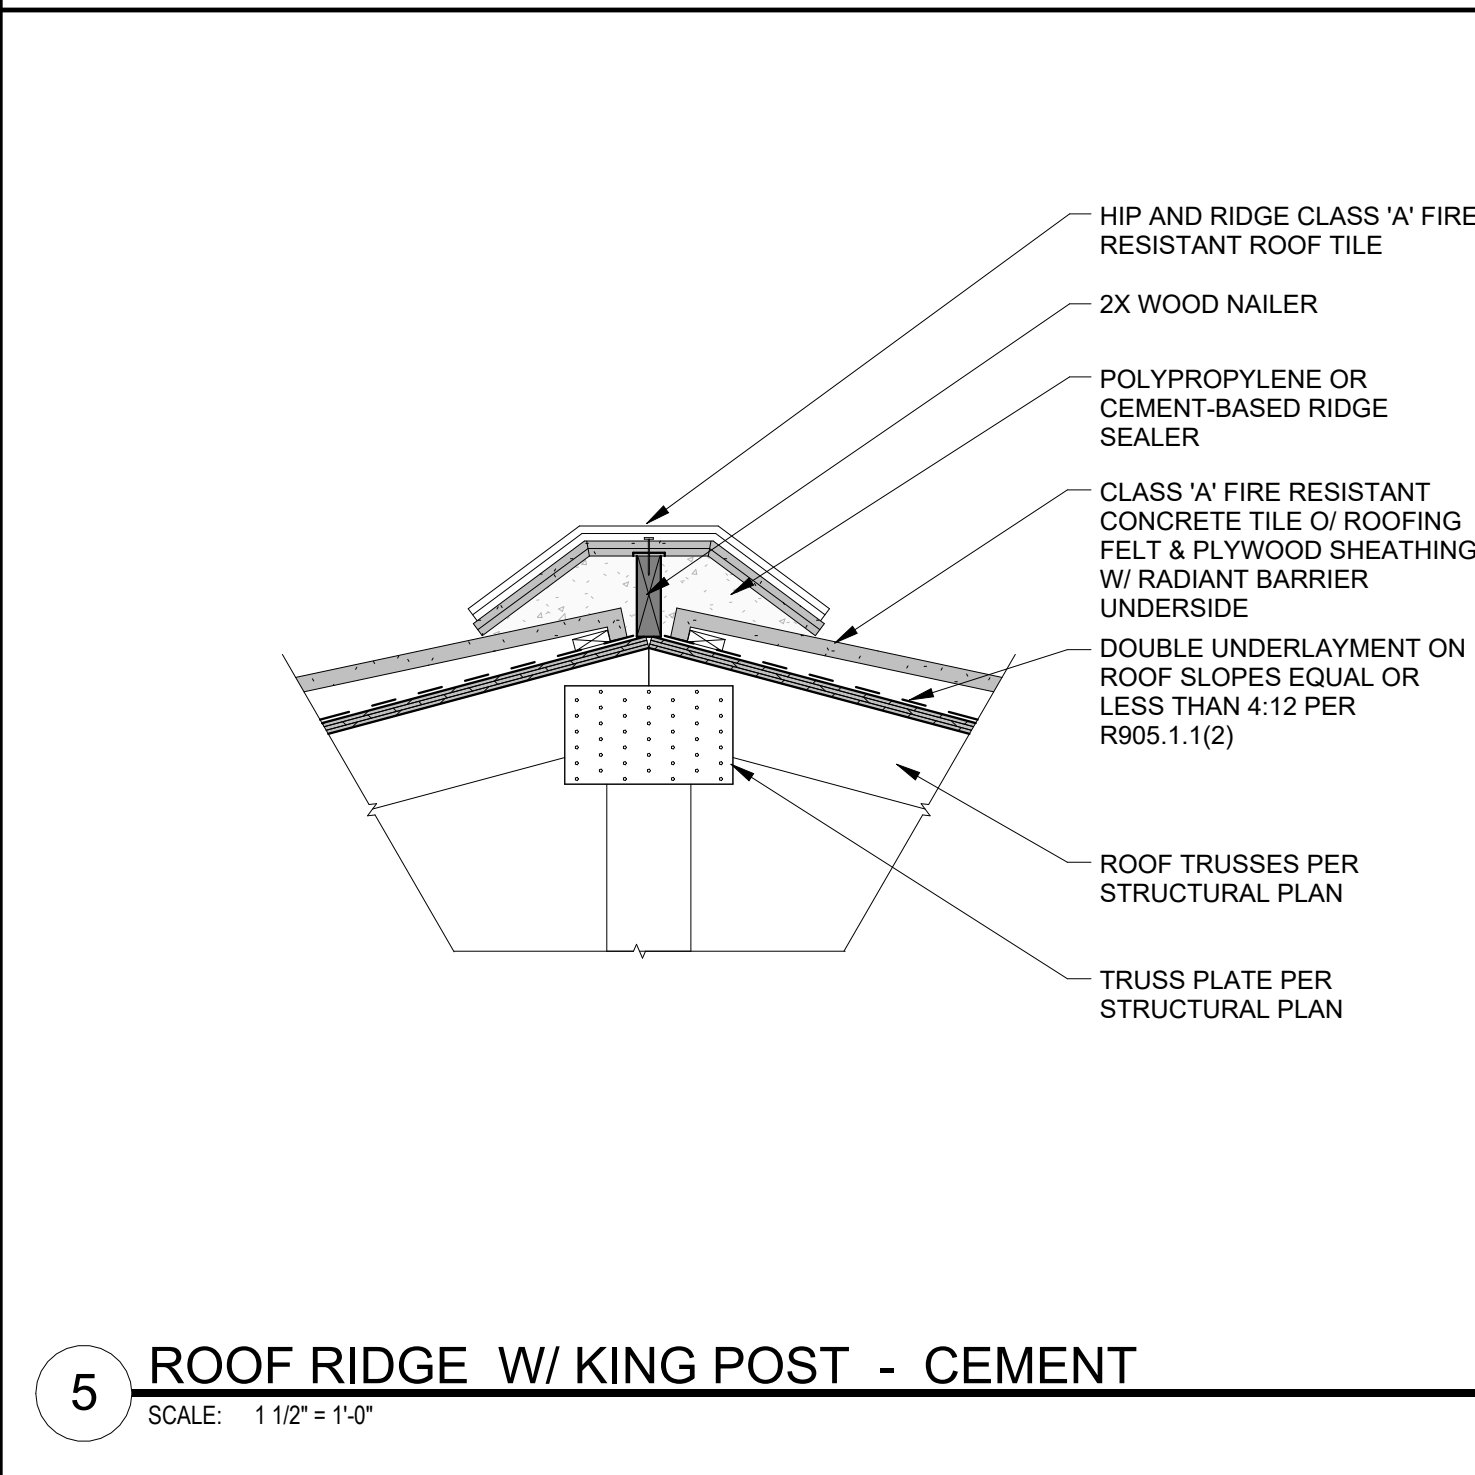 HIP AND RIDGE CLASS 'A' FIRE
RESISTANT ROOF TILE
2X WOOD NAILER
POLYPROPYLENE OR
CEMENT-BASED RIDGE
SEALER
CLASS 'A' FIRE RESISTANT
CONCRETE TILE O/ ROOFING
FELT & PLYWOOD SHEATHING
W/ RADIANT BARRIER
UNDERSIDE
DOUBLE UNDERLAYMENT ON
ROOF SLOPES EQUAL OR
LESS THAN 4:12 PER
R905.1.1(2)
ROOF TRUSSES PER
STRUCTURAL PLAN
TRUSS PLATE PER
STRUCTURAL PLAN
5
ROOF RIDGE W/ KING POST - CEMENT
SCALE: 1 1/2" = 1'-0"